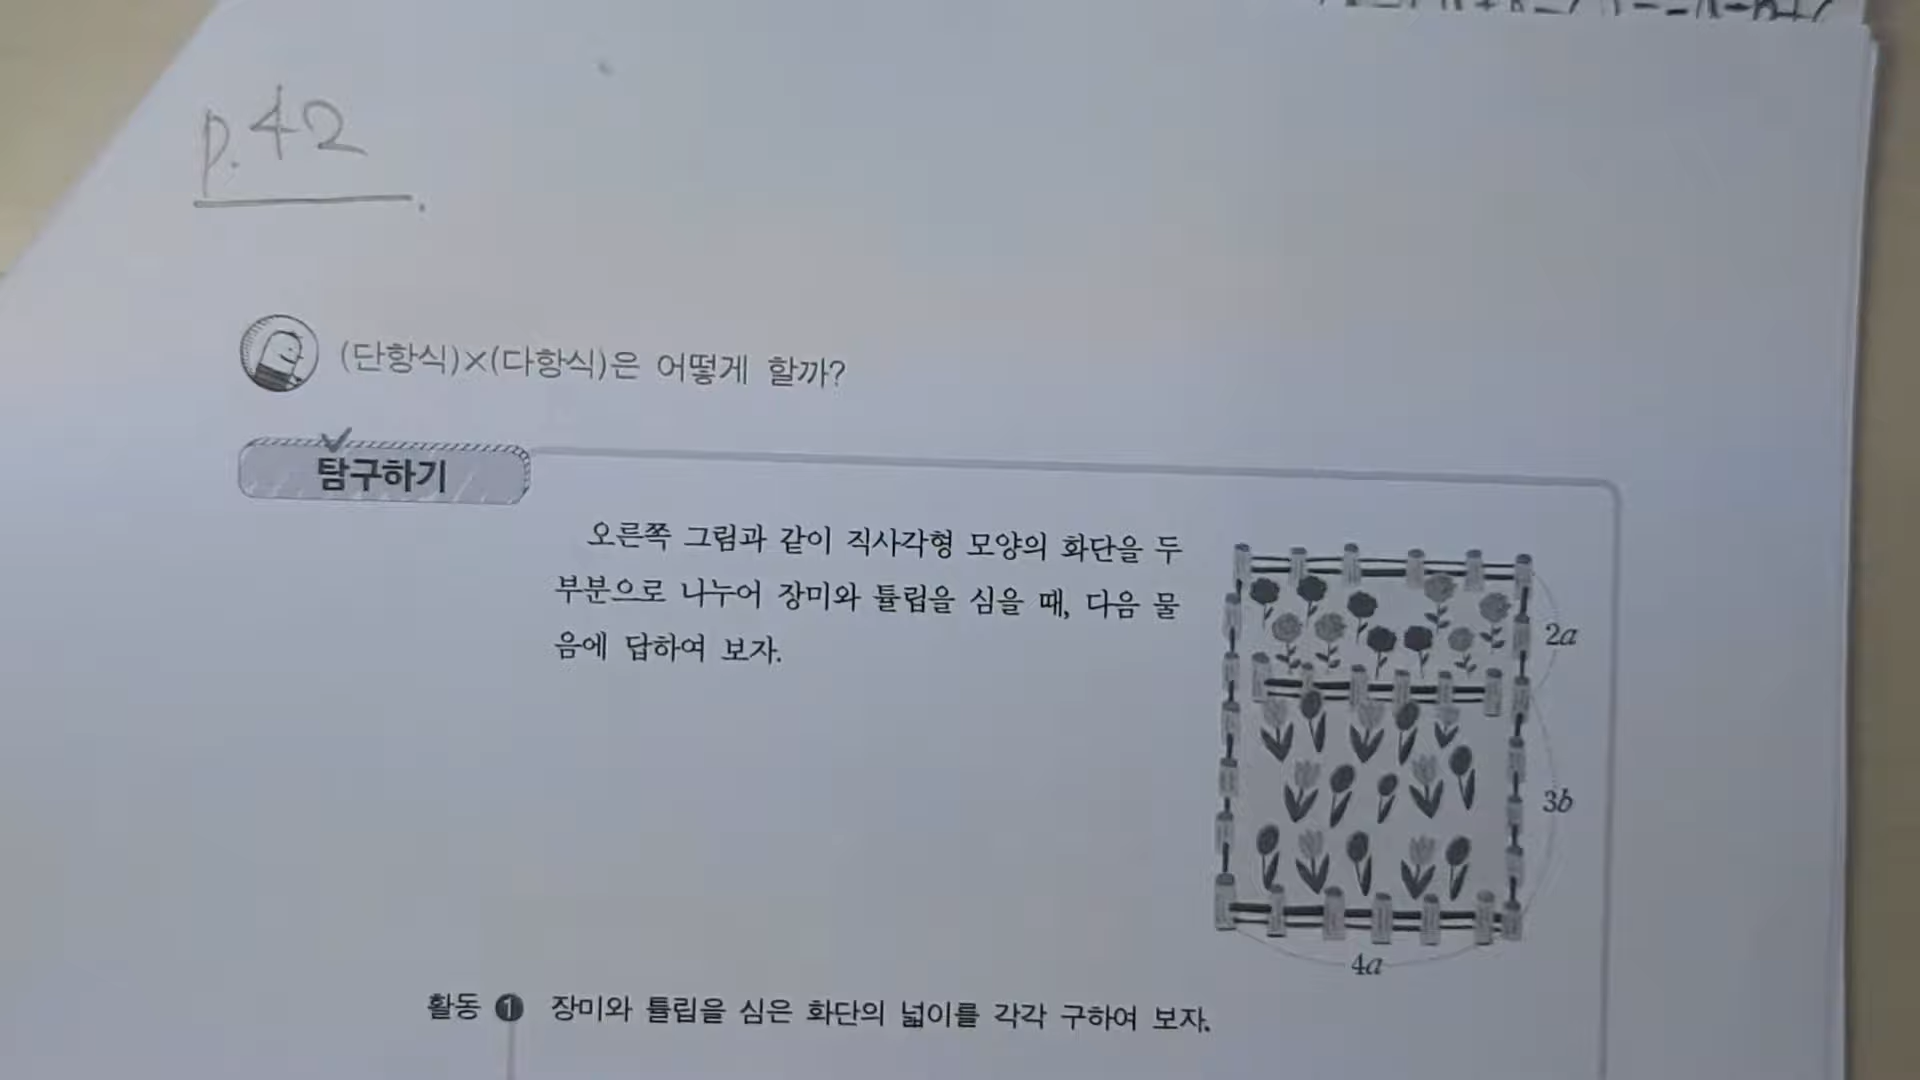 p.42
(단항식)×(다항식)은 어떻게 할까?
탐구하기
오른쪽 그림과 같이 직사각형 모양의 화단을 두
부분으로 나누어 장미와 튤립을 심을 때, 다음 물
음에 답하여 보자.
2a
3b
4a
활동 1 장미와 튤립을 심은 화단의 넓이를 각각 구하여 보자.